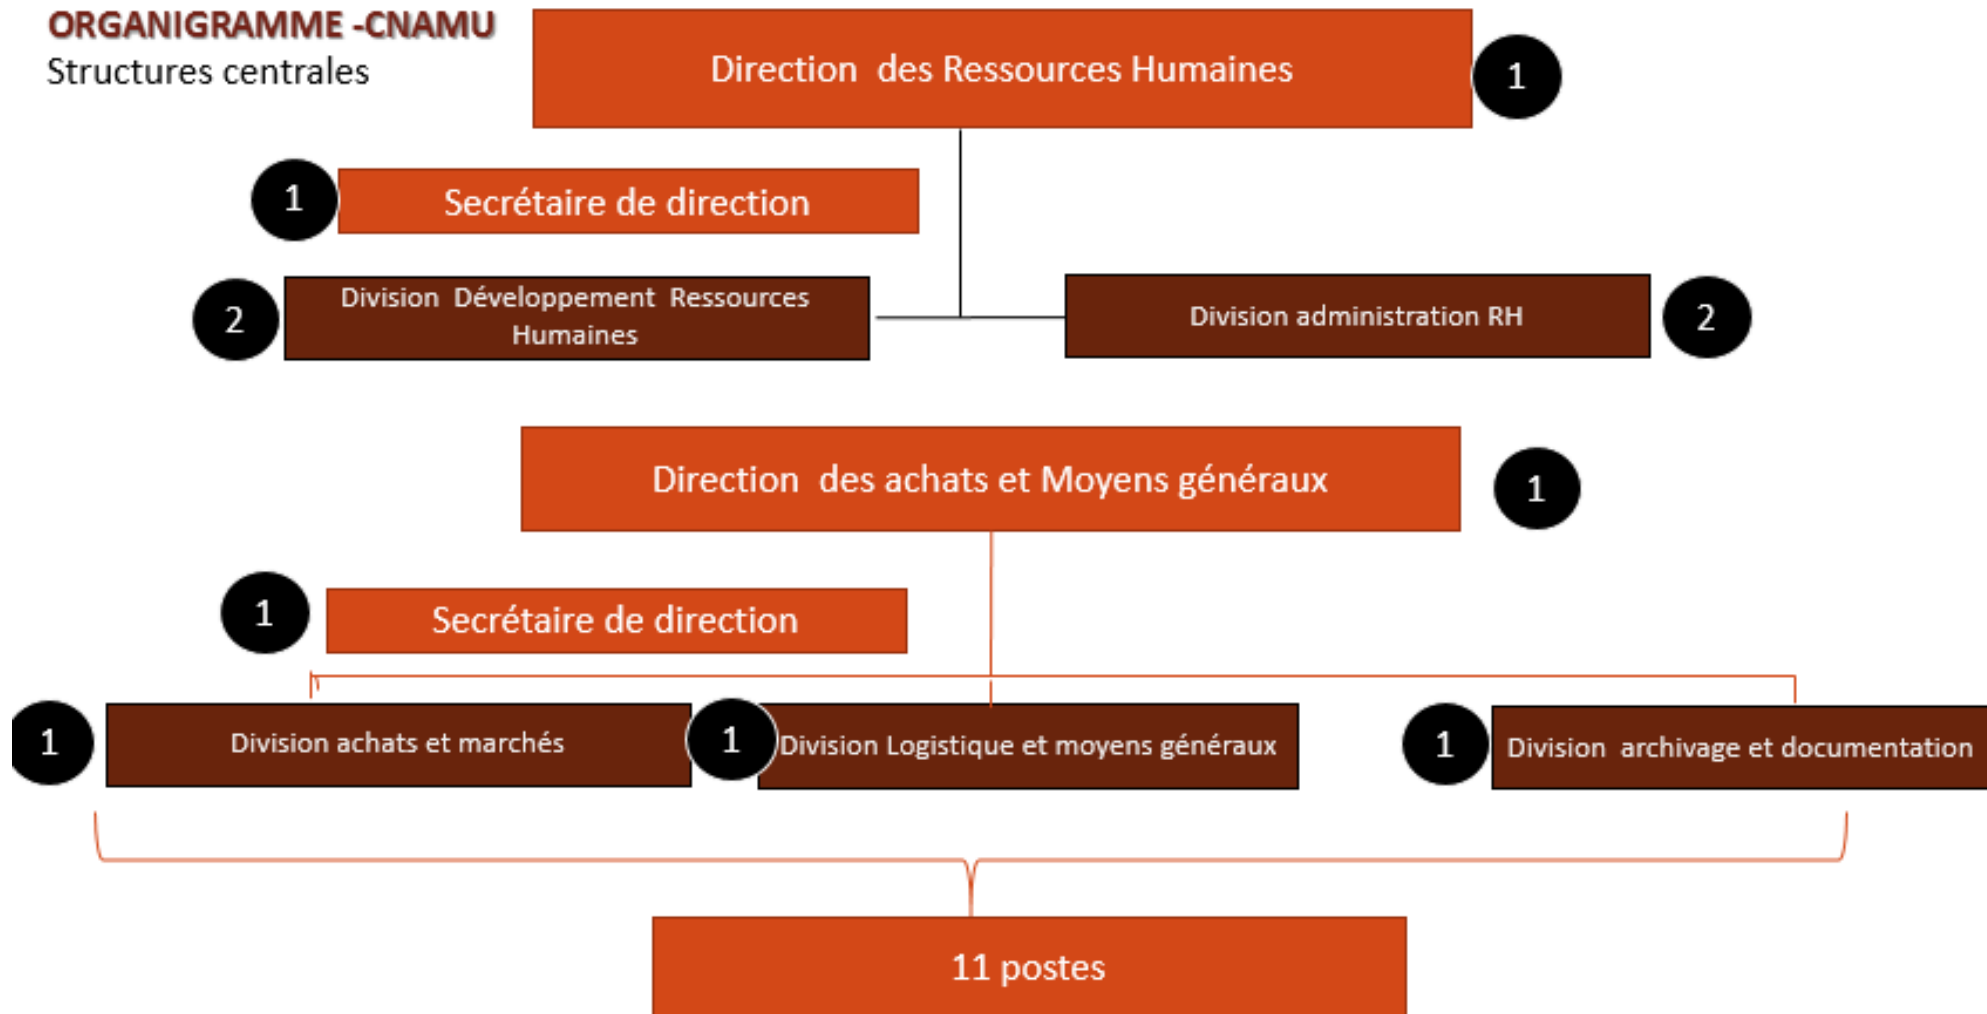 ORGANIGRAMME -CNAMU
Structures centrales
Direction des Ressources Humaines
1
1
Secrétaire de direction
2
Division Développement Ressources
Humaines
Division administration RH
2
Direction des achats et Moyens généraux
1
1
Secrétaire de direction
1
Division achats et marchés
1
Division Logistique et moyens généraux
1
Division archivage et documentation
11 postes